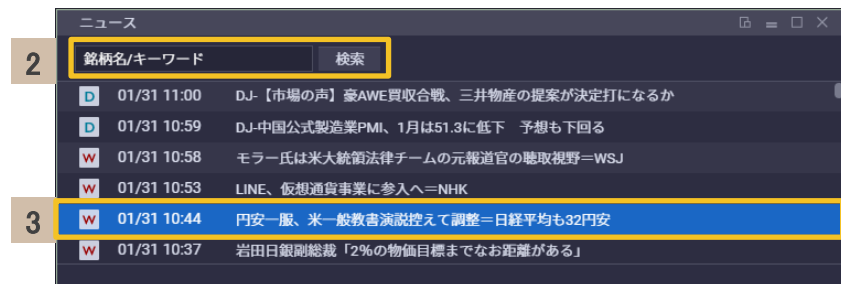 ニュース
2
銘柄名/キーワード 検索
D 01/31 11:00 DJ-【市場の声】豪AWE買収合戦、三井物産の提案が決定打になるか
D 01/31 10:59 DJ-中国公式製造業PMI、1月は51.3に低下　予想も下回る
W 01/31 10:58 モラー氏は米大統領法律チームの元報道官の聴取視野＝WSJ
W 01/31 10:53 LINE、仮想通貨事業に参入へ＝NHK
3
W 01/31 10:44 円安一服、米一般教書演説控えて調整＝日経平均も32円安
W 01/31 10:37 岩田日銀副総裁「2%の物価目標までなお距離がある」